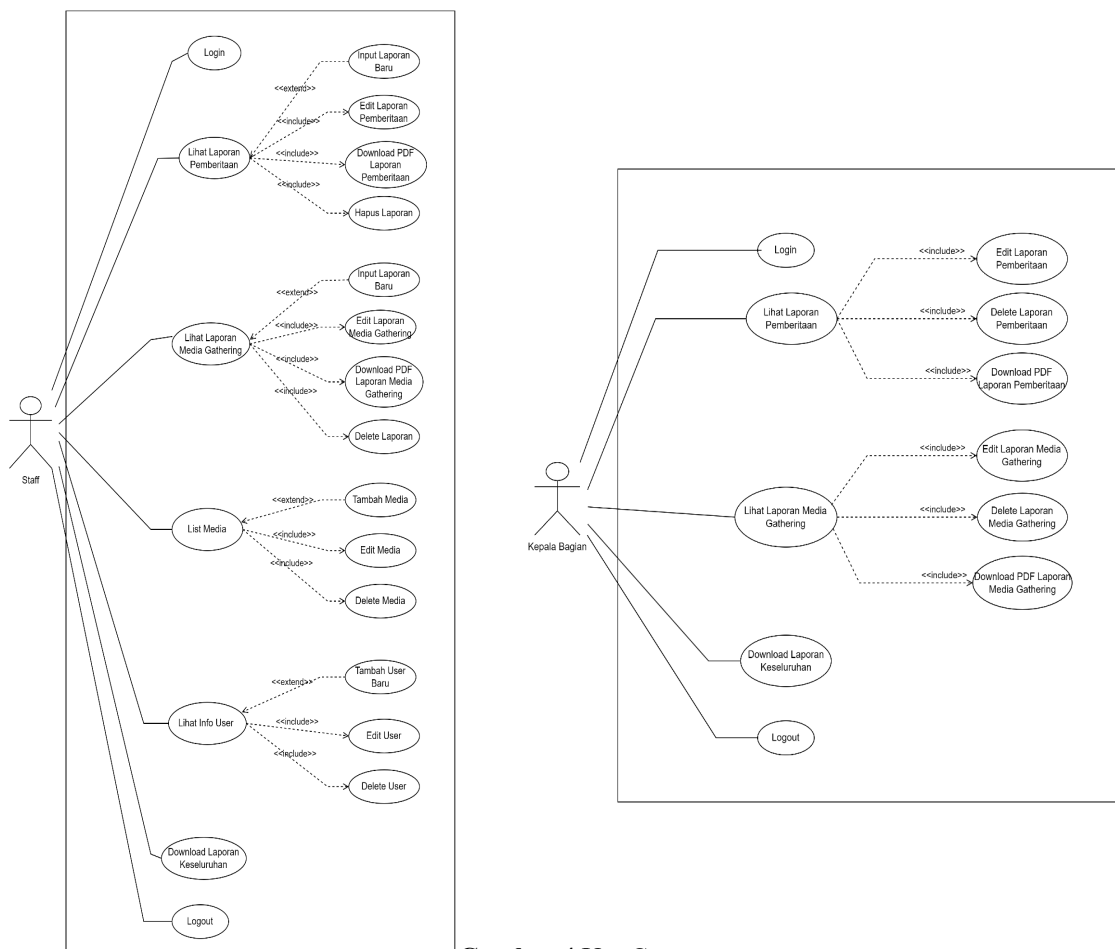 Login
Input Laporan
Baru
<<extend>>
Edit Laporan
Pemberitaan
<<include>>
Lihat Laporan
Pemberitaan
<<include>>
Download PDF
Laporan
Pemberitaan
<<include>>
Hapus Laporan
Input Laporan
Baru
<<extend>>
Edit Laporan
Media Gathering
<<include>>
Lihat Laporan
Media Gathering
<<include>>
Download PDF
Laporan Media
Gathering
<<include>>
Delete Laporan
Staff
<<extend>>
Tambah Media
List Media
<<include>>
Edit Media
<<include>>
Delete Media
Tambah User
Baru
<<extend>>
Lihat Info User
<<include>>
Edit User
<<include>>
Delete User
Download Laporan
Keseluruhan
Logout
Login
<<include>>
Edit Laporan
Pemberitaan
Lihat Laporan
Pemberitaan
<<include>>
Delete Laporan
Pemberitaan
<<include>>
Download PDF
Laporan Pemberitaan
<<include>>
Edit Laporan Media
Gathering
Kepala Bagian
Lihat Laporan Media
Gathering
<<include>>
Delete Laporan
Media Gathering
<<include>>
Download PDF Laporan
Media Gathering
Download Laporan
Keseluruhan
Logout